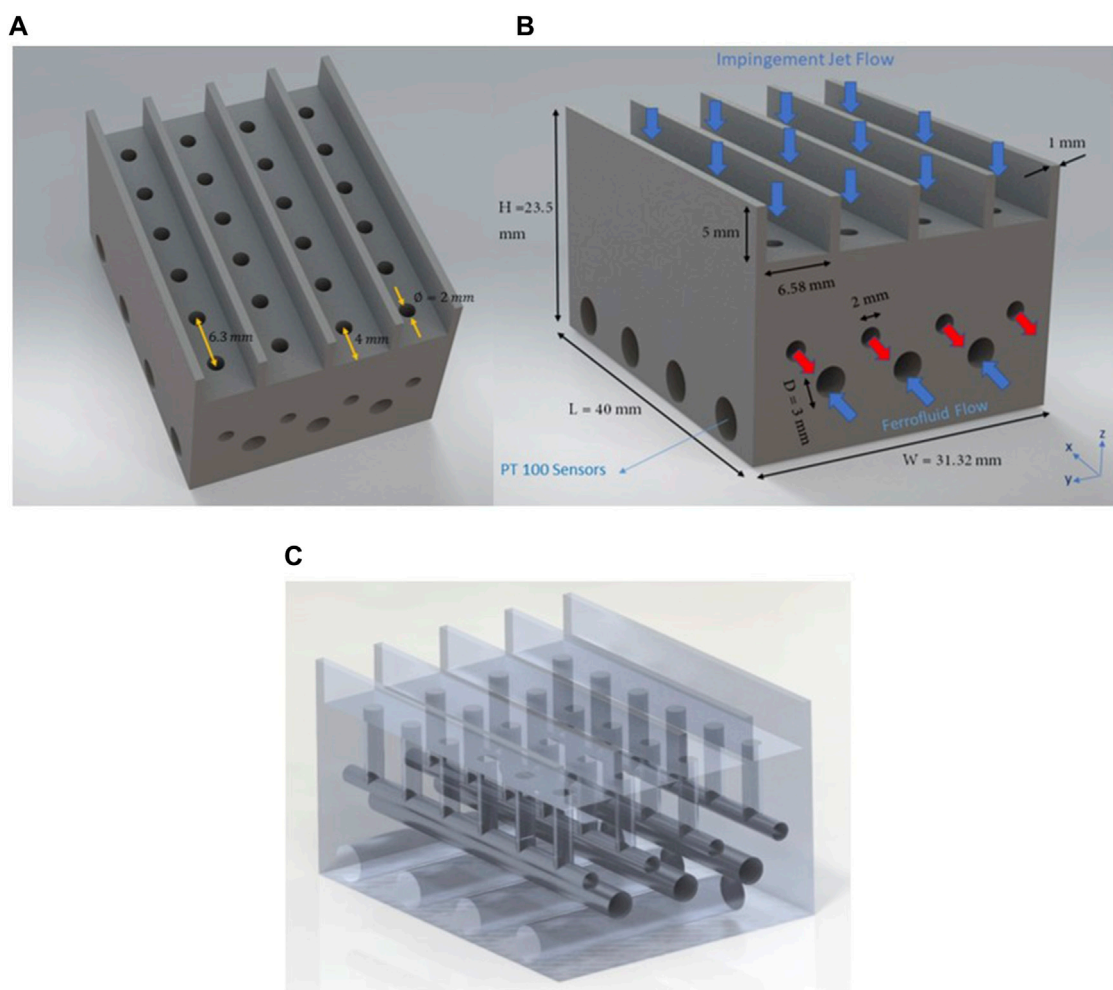 A
B
Impingement Jet Flow
1 mm
H =23.5
mm
5 mm
6.58 mm
Ø = 2 mm
2 mm
6.3 mm
4 mm
D = 3 mm
L = 40 mm
Ferrofluid Flow
W = 31.32 mm
PT 100 Sensors
x
z
y
C